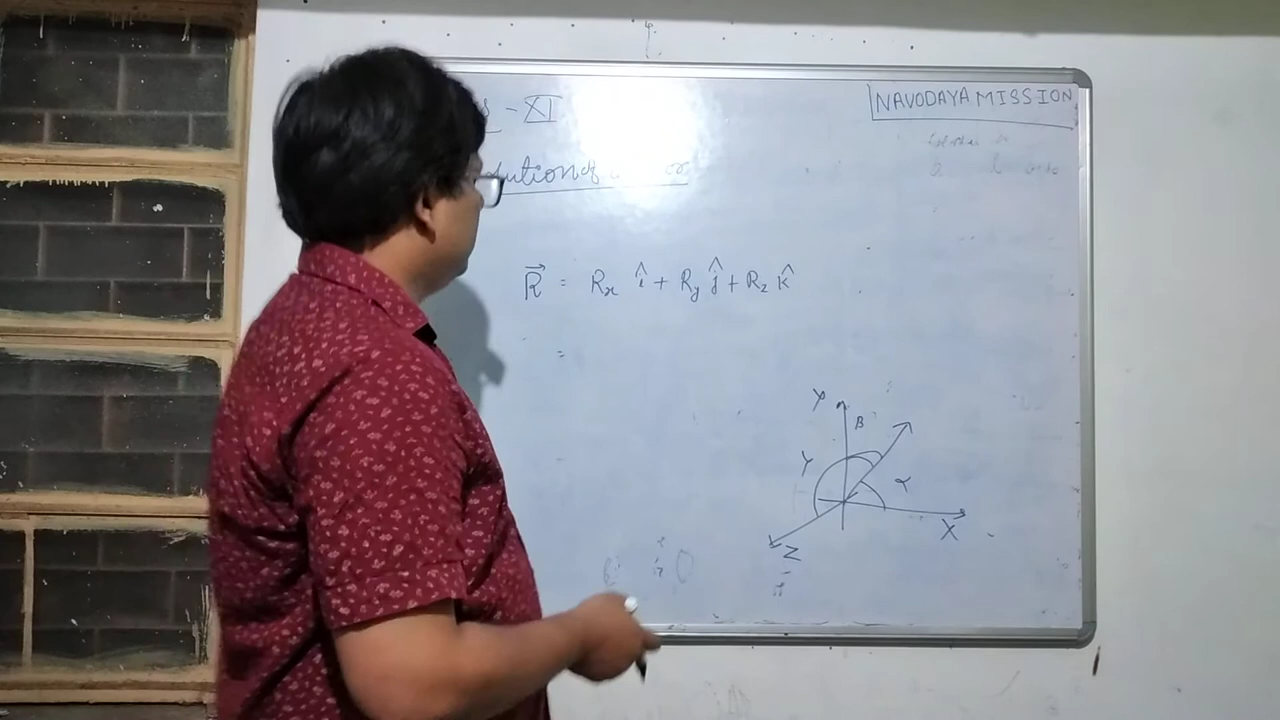 - XI
NAVODAYA MISSION
R⃗ = Rx î + Ry ĵ + Rz k̂
=
Y
B
γ
α
X
Z